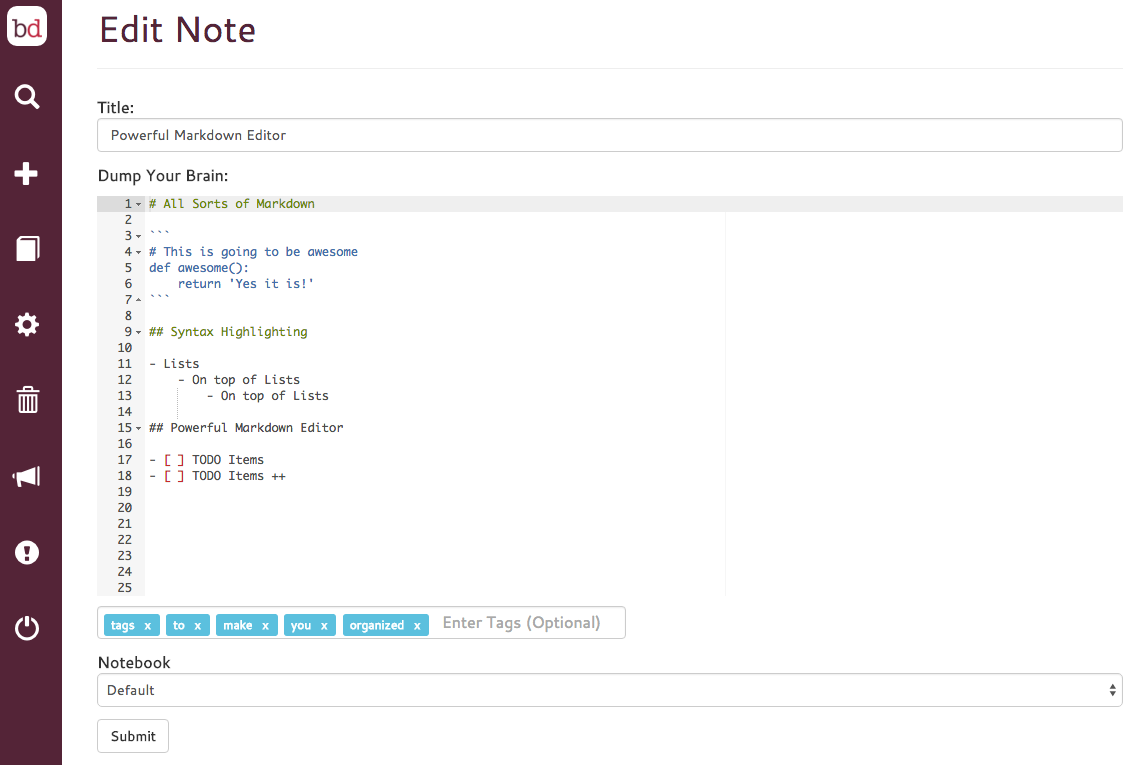 bd
Edit Note
Title:
Powerful Markdown Editor
Dump Your Brain:
1 # All Sorts of Markdown
2
3 ```
4 # This is going to be awesome
5 def awesome():
6     return 'Yes it is!'
7 ```
8
9 ## Syntax Highlighting
10
11 - Lists
12     - On top of Lists
13         - On top of Lists
14
15 ## Powerful Markdown Editor
16
17 - [ ] TODO Items
18 - [ ] TODO Items ++
19
20
21
22
23
24
25
tags x to x make x you x organized x Enter Tags (Optional)
Notebook
Default
Submit